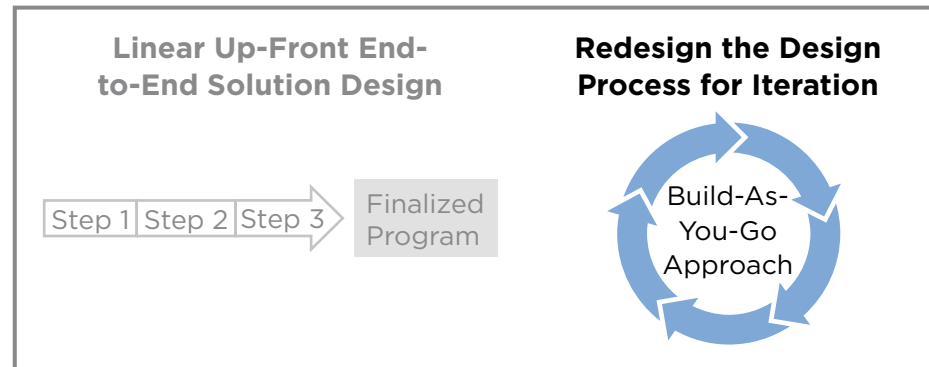 Linear Up-Front End-
to-End Solution Design
Step 1 Step 2 Step 3
Finalized
Program
Redesign the Design
Process for Iteration
Build-As-
You-Go
Approach